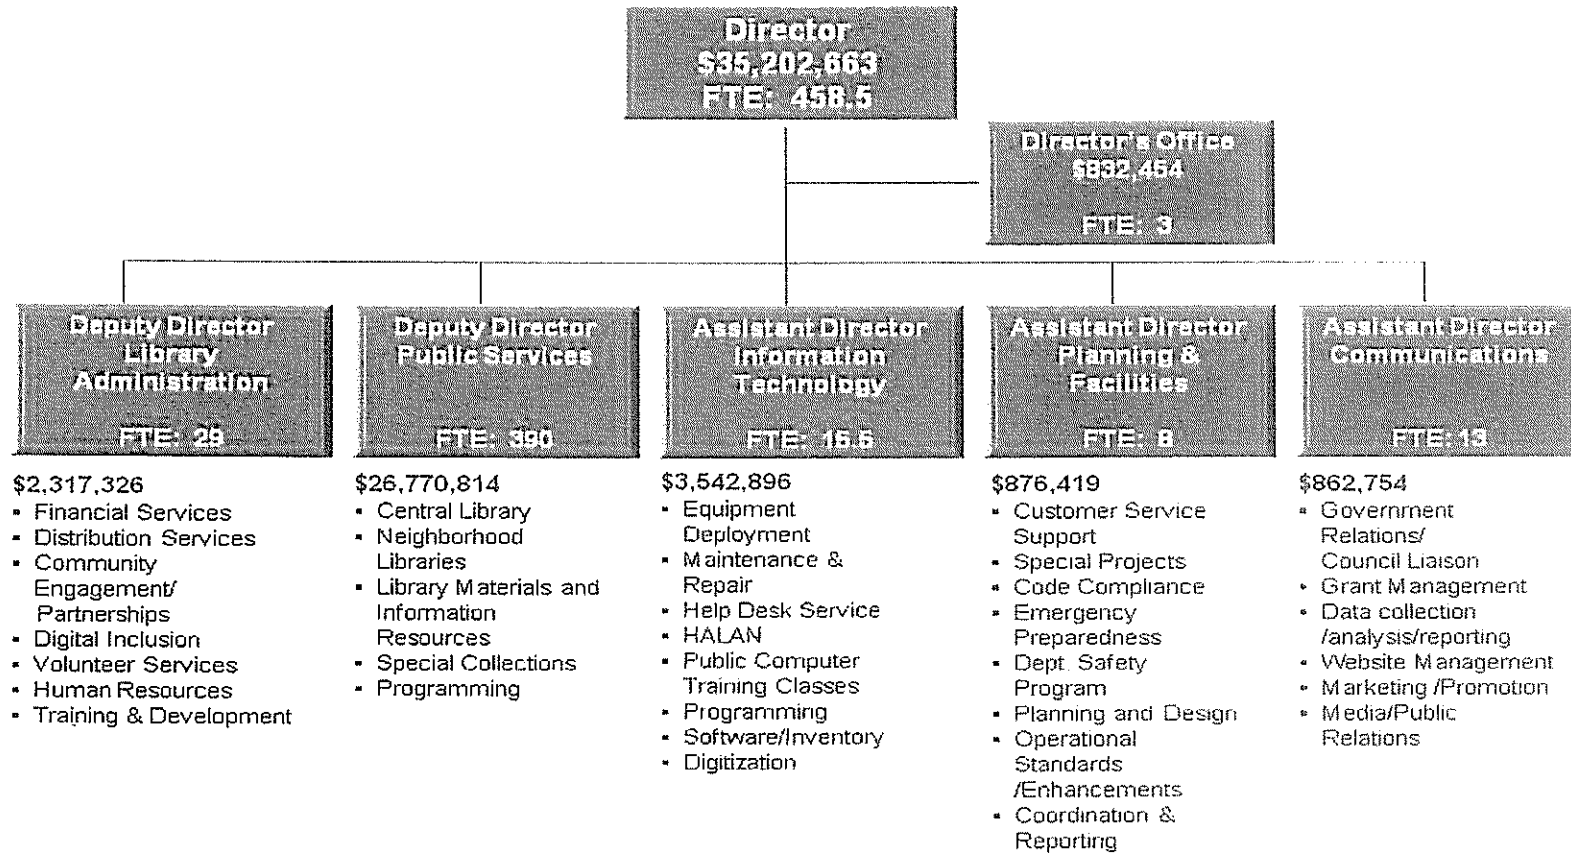 Director
$35,202,663
FTE: 458.5
Director's Office
$832,454
FTE: 3
Deputy Director
Library
Administration
FTE: 29
$2,317,326
▪ Financial Services
▪ Distribution Services
▪ Community
Engagement/
Partnerships
▪ Digital Inclusion
▪ Volunteer Services
▪ Human Resources
▪ Training & Development
Deputy Director
Public Services
FTE: 390
$26,770,814
▪ Central Library
▪ Neighborhood
Libraries
▪ Library Materials and
Information
Resources
▪ Special Collections
▪ Programming
Assistant Director
Information
Technology
FTE: 15.5
$3,542,896
▪ Equipment
Deployment
▪ Maintenance &
Repair
▪ Help Desk Service
▪ HALAN
▪ Public Computer
Training Classes
▪ Programming
▪ Software/Inventory
▪ Digitization
Assistant Director
Planning &
Facilities
FTE: 8
$876,419
▪ Customer Service
Support
▪ Special Projects
▪ Code Compliance
▪ Emergency
Preparedness
▪ Dept. Safety
Program
▪ Planning and Design
▪ Operational
Standards
/Enhancements
▪ Coordination &
Reporting
Assistant Director
Communications
FTE: 13
$862,754
▪ Government
Relations/
Council Liaison
▪ Grant Management
▪ Data collection
/analysis/reporting
▪ Website Management
▪ Marketing /Promotion
▪ Media/Public
Relations